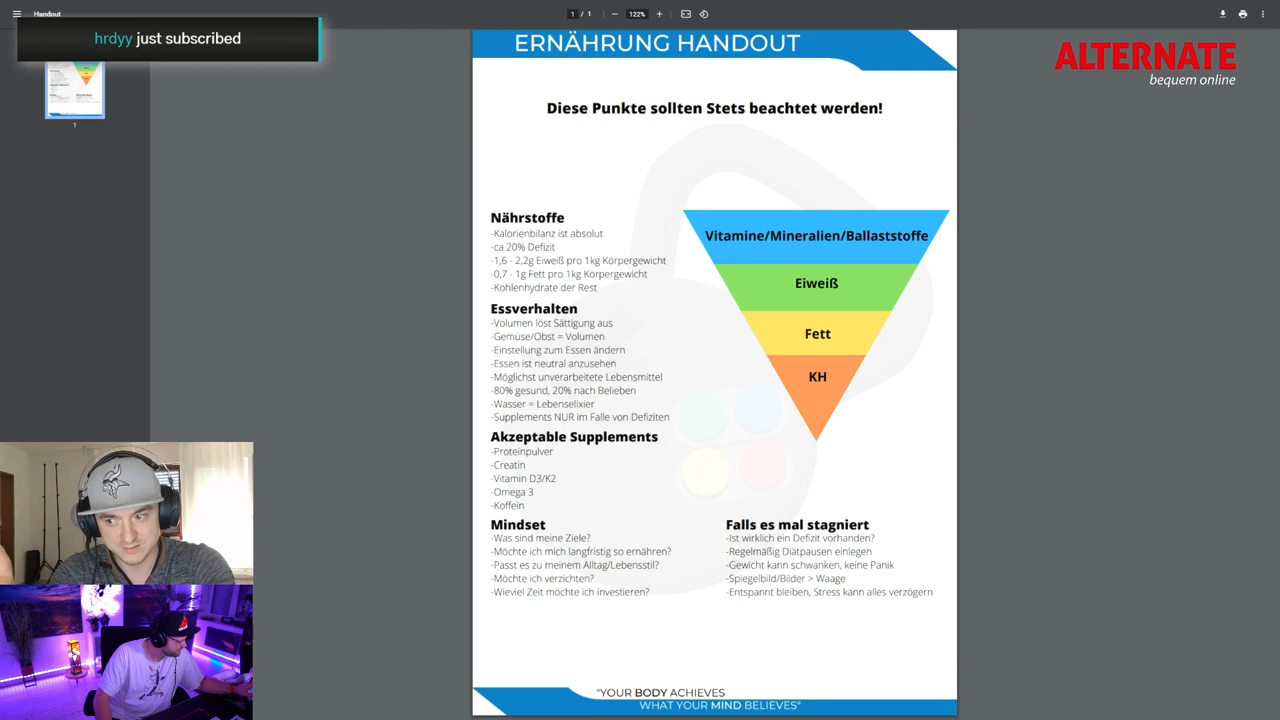 Handout
1 / 1
122%
hrdyy just subscribed
ALTERNATE
bequem online
1
ERNÄHRUNG HANDOUT
Diese Punkte sollten Stets beachtet werden!
Nährstoffe
-Kalorienbilanz ist absolut
-ca 20% Defizit
-1,6 - 2,2g Eiweiß pro 1kg Körpergewicht
-0,7 - 1g Fett pro 1kg Körpergewicht
-Kohlenhydrate der Rest
Vitamine/Mineralien/Ballaststoffe
Eiweiß
Fett
KH
Essverhalten
-Volumen löst Sättigung aus
-Gemüse/Obst = Volumen
-Einstellung zum Essen ändern
-Essen ist neutral anzusehen
-Möglichst unverarbeitete Lebensmittel
-80% gesund, 20% nach Belieben
-Wasser = Lebenselixier
-Supplements NUR im Falle von Defiziten
Akzeptable Supplements
-Proteinpulver
-Creatin
-Vitamin D3/K2
-Omega 3
-Koffein
Mindset
-Was sind meine Ziele?
-Möchte ich mich langfristig so ernähren?
-Passt es zu meinem Alltag/Lebensstil?
-Möchte ich verzichten?
-Wieviel Zeit möchte ich investieren?
Falls es mal stagniert
-Ist wirklich ein Defizit vorhanden?
-Regelmäßig Diätpausen einlegen
-Gewicht kann schwanken, keine Panik
-Spiegelbild/Bilder > Waage
-Entspannt bleiben, Stress kann alles verzögern
"YOUR BODY ACHIEVES
WHAT YOUR MIND BELIEVES"